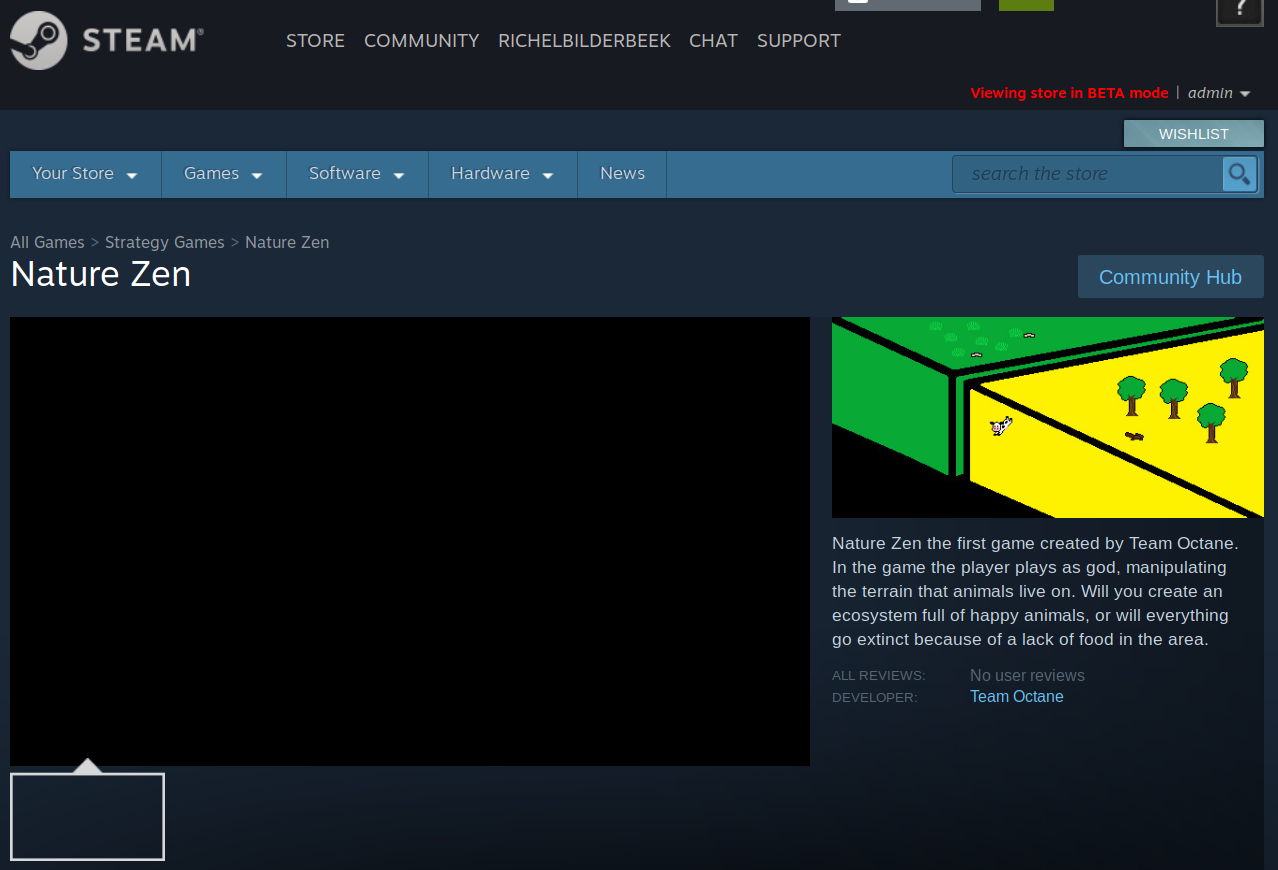 ?
STEAM®
STORE COMMUNITY RICHELBILDERBEEK CHAT SUPPORT
Viewing store in BETA mode | admin
WISHLIST
Your Store Games Software Hardware News search the store
All Games > Strategy Games > Nature Zen
Nature Zen
Community Hub
Nature Zen the first game created by Team Octane.
In the game the player plays as god, manipulating
the terrain that animals live on. Will you create an
ecosystem full of happy animals, or will everything
go extinct because of a lack of food in the area.
ALL REVIEWS: No user reviews
DEVELOPER: Team Octane